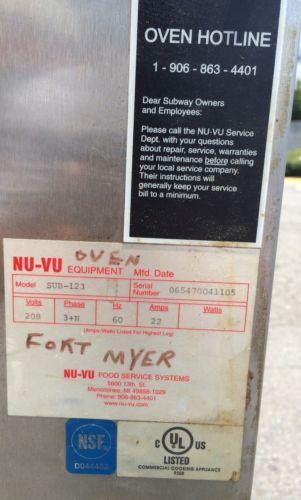 OVEN HOTLINE
1 - 906 - 863 - 4401
Dear Subway Owners
and Employees:
Please call the NU-VU Service
Dept. with your questions
about repair, service, warranties
and maintenance before calling
your local service company.
Their instructions will
generally keep your service
bill to a minimum.
OVEN
NU-VU EQUIPMENT Mfd. Date
Model SUB-123 Serial Number 065470041105
Volts Phase Hz Amps Watts
208 3+N 60 22 -
(Amps/Watts Listed For Highest Leg)
FORT MYER
NU-VU FOOD SERVICE SYSTEMS
5600 13th. St.
Menominee, MI 49858-1029
Phone: 906-863-4401
www.nu-vu.com
NSF
C UL US
LISTED
COMMERCIAL COOKING APPLIANCE